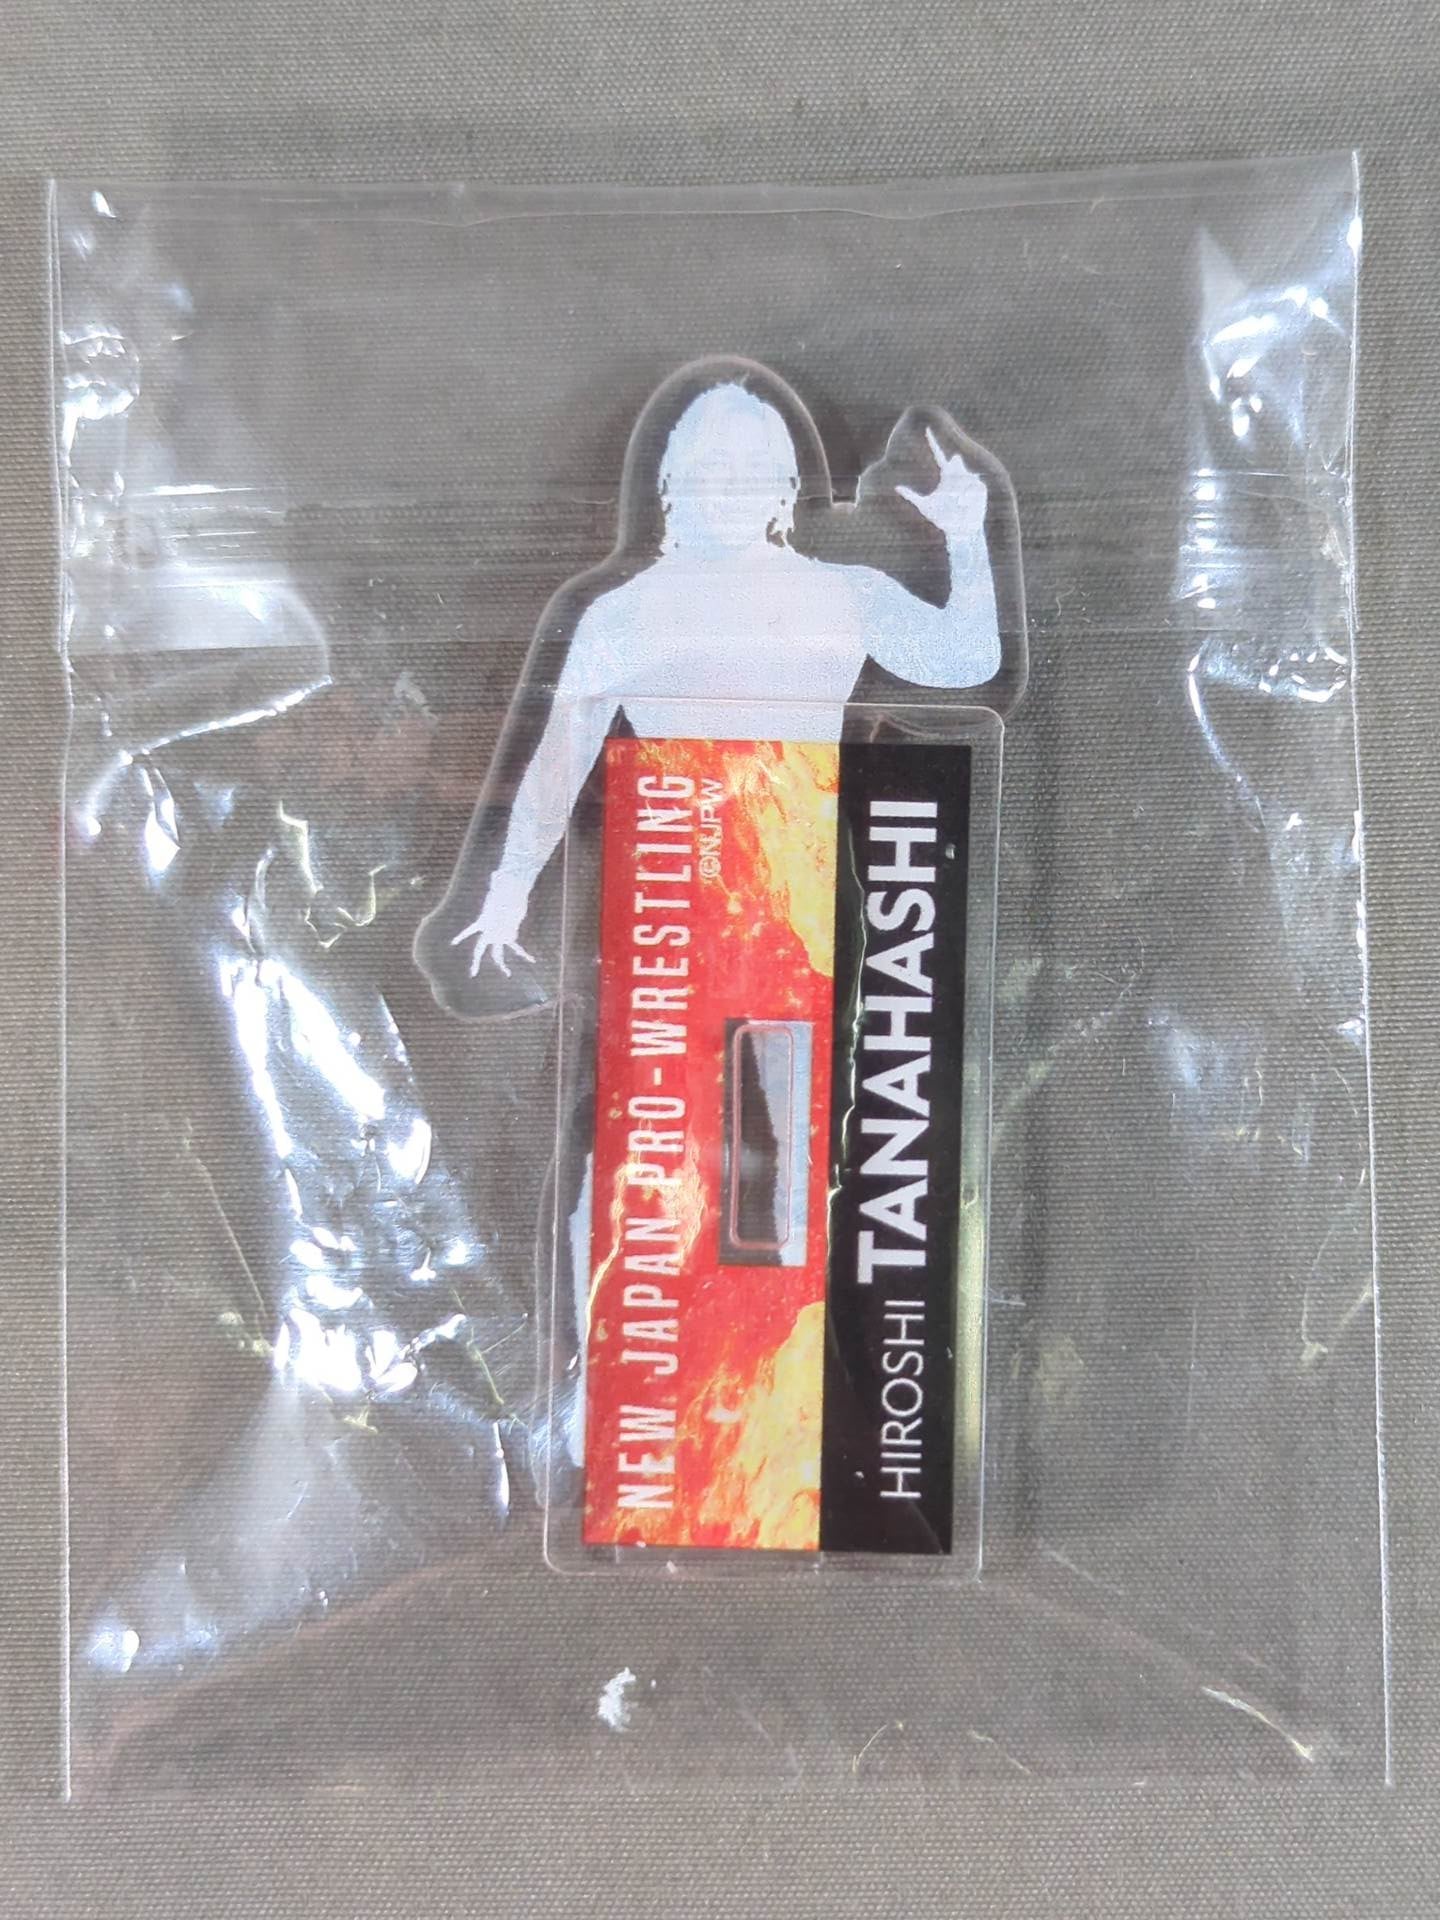 NEW JAPAN PRO-WRESTLING
©NJPW
HIROSHI TANAHASHI